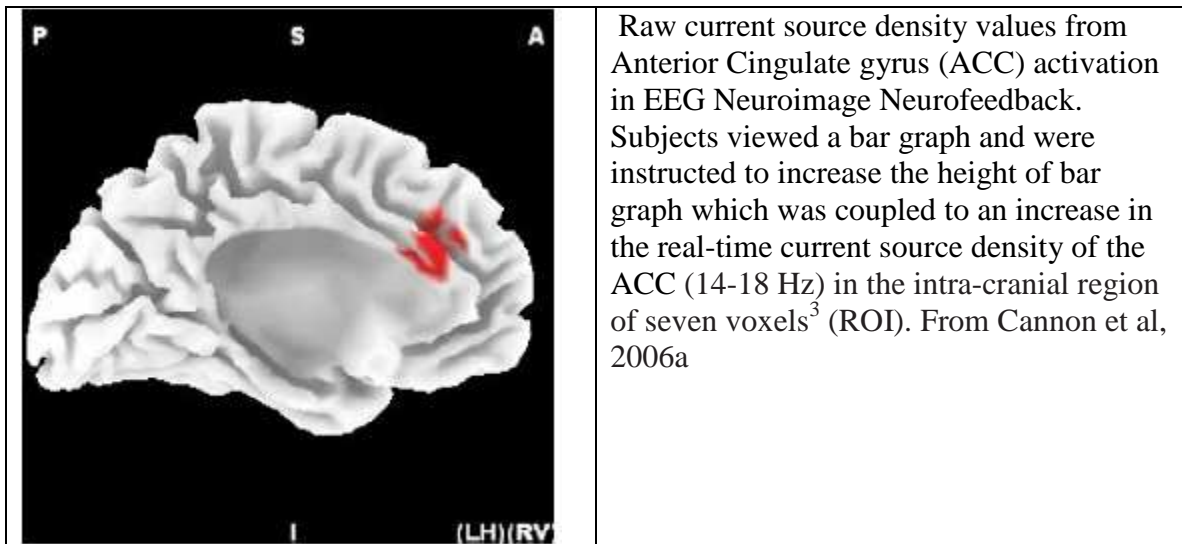 P S A
I (LH)(RV)
Raw current source density values from
Anterior Cingulate gyrus (ACC) activation
in EEG Neuroimage Neurofeedback.
Subjects viewed a bar graph and were
instructed to increase the height of bar
graph which was coupled to an increase in
the real-time current source density of the
ACC (14-18 Hz) in the intra-cranial region
of seven voxels³ (ROI). From Cannon et al,
2006a